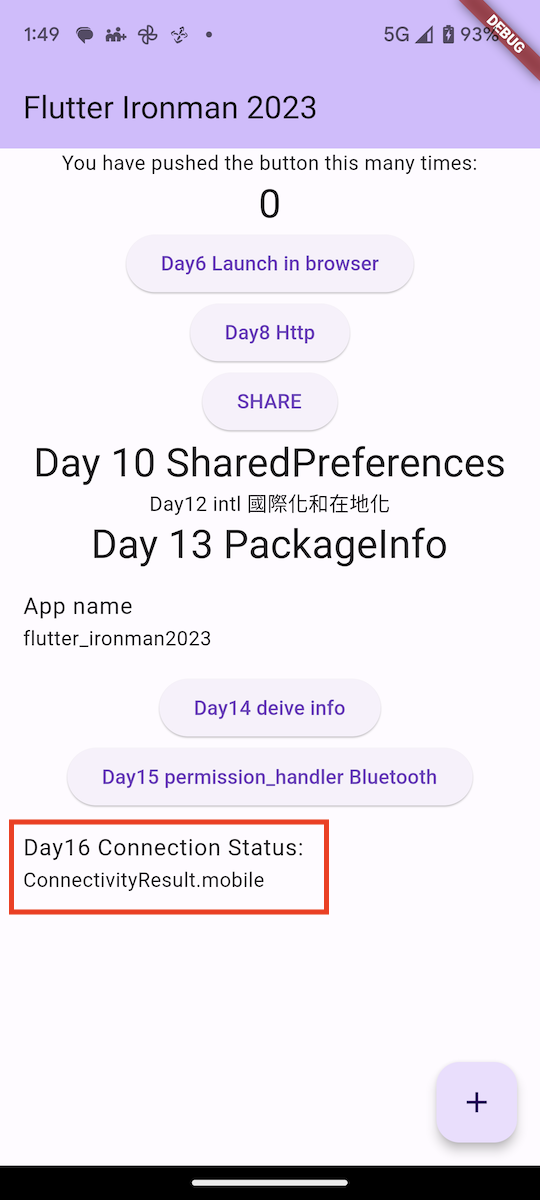 1:49
5G
93%
DEBUG
Flutter Ironman 2023
You have pushed the button this many times:
0
Day6 Launch in browser
Day8 Http
SHARE
Day 10 SharedPreferences
Day12 intl 國際化和在地化
Day 13 PackageInfo
App name
flutter_ironman2023
Day14 deive info
Day15 permission_handler Bluetooth
Day16 Connection Status:
ConnectivityResult.mobile
+